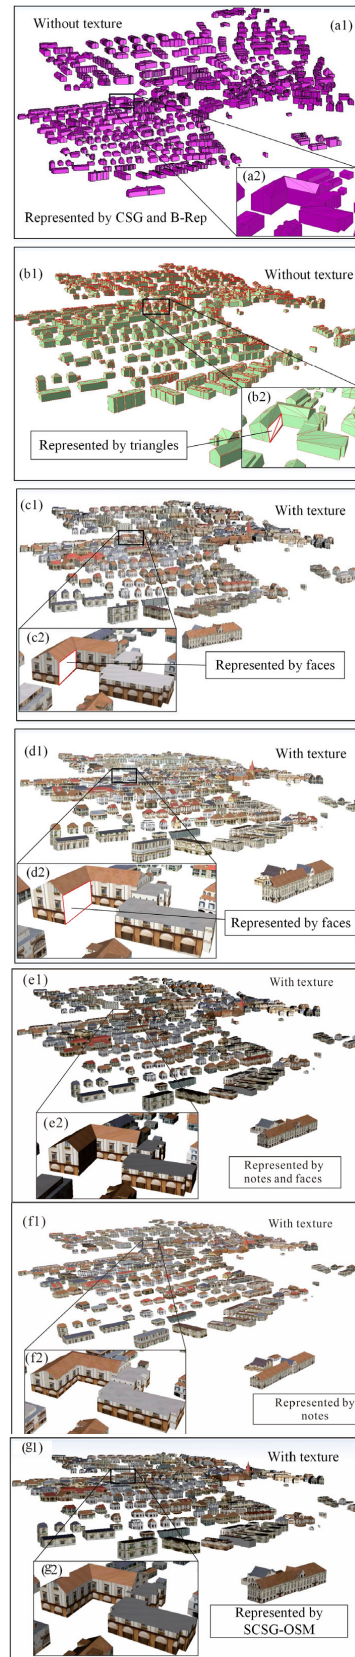 Without texture
(a1)
(a2)
Represented by CSG and B-Rep
(b1)
Without texture
(b2)
Represented by triangles
(c1)
With texture
(c2)
Represented by faces
(d1)
With texture
(d2)
Represented by faces
(e1)
With texture
(e2)
Represented by
notes and faces
(f1)
With texture
(f2)
Represented by
notes
(g1)
With texture
(g2)
Represented by
SCSG-OSM